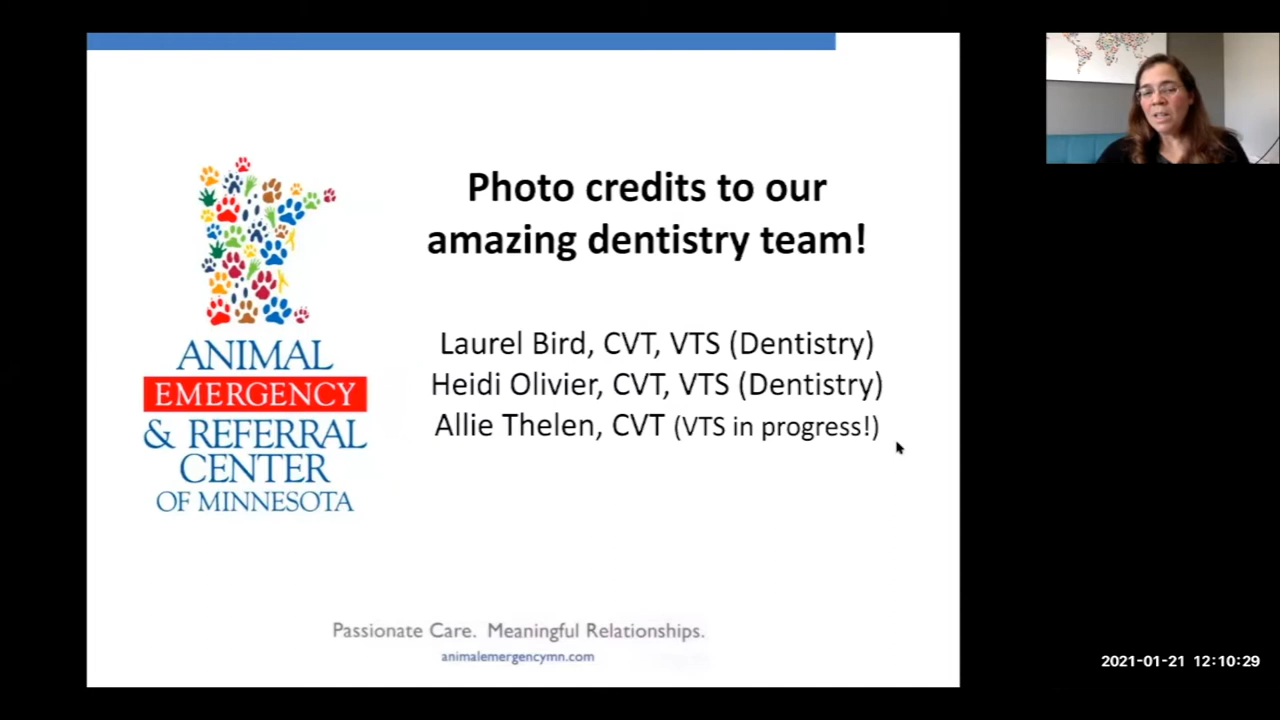 Photo credits to our
amazing dentistry team!
Laurel Bird, CVT, VTS (Dentistry)
Heidi Olivier, CVT, VTS (Dentistry)
Allie Thelen, CVT (VTS in progress!)
ANIMAL
EMERGENCY
& REFERRAL
CENTER
OF MINNESOTA
Passionate Care. Meaningful Relationships.
animalemergencymn.com
2021-01-21 12:10:29